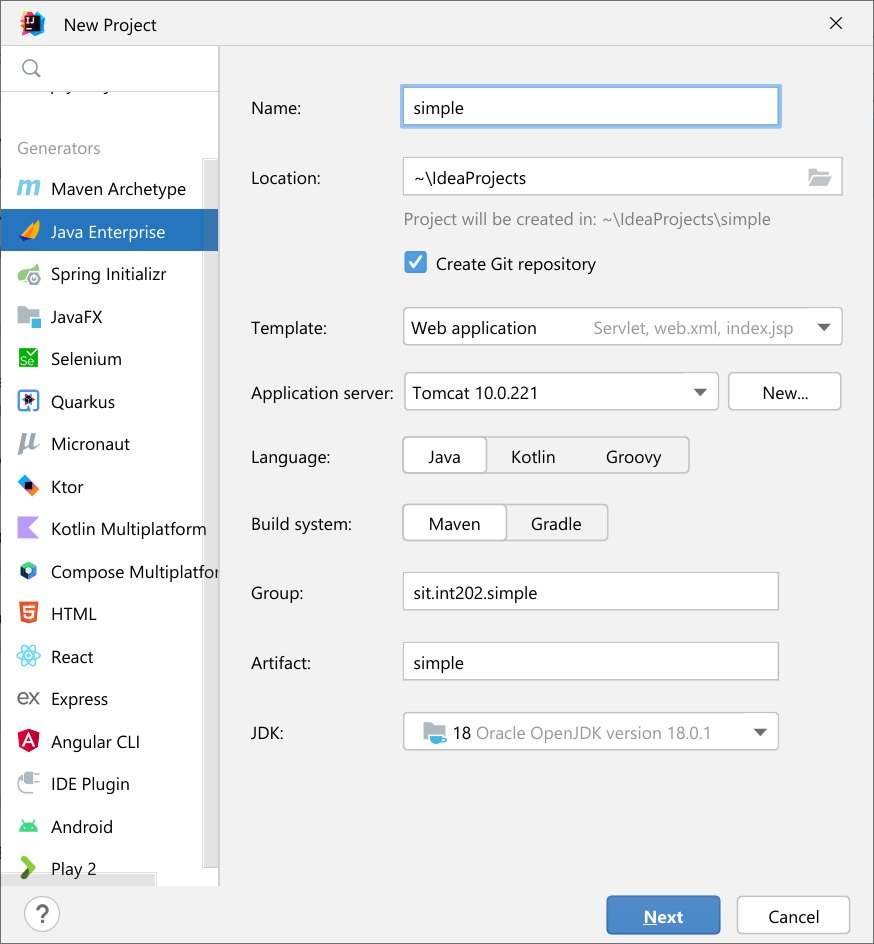 New Project
Generators
Maven Archetype
Java Enterprise
Spring Initializr
JavaFX
Selenium
Quarkus
Micronaut
Ktor
Kotlin Multiplatform
Compose Multiplatfor
HTML
React
ex Express
Angular CLI
IDE Plugin
Android
Play 2
?
Name: simple
Location: ~\IdeaProjects
Project will be created in: ~\IdeaProjects\simple
Create Git repository
Template: Web application Servlet, web.xml, index.jsp
Application server: Tomcat 10.0.221 New...
Language: Java Kotlin Groovy
Build system: Maven Gradle
Group: sit.int202.simple
Artifact: simple
JDK: 18 Oracle OpenJDK version 18.0.1
Next Cancel